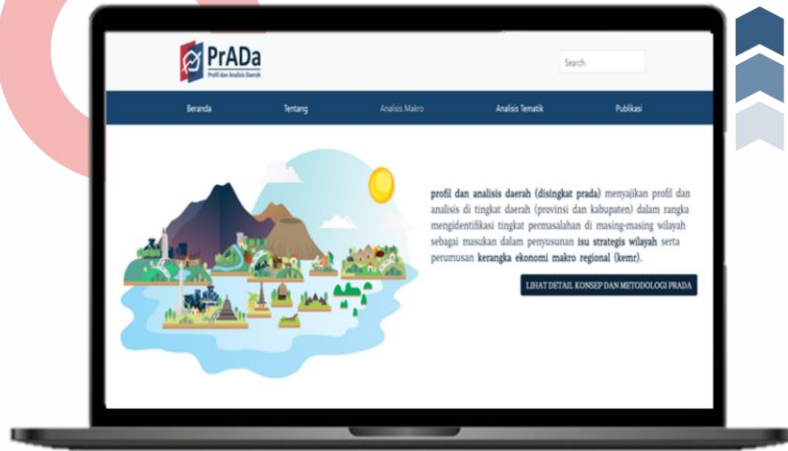 PrADa
Profil dan Analisis Daerah
Search
Beranda Tentang Analisis Makro Analisis Tematik Publikasi
profil dan analisis daerah (disingkat prada) menyajikan profil dan
analisis di tingkat daerah (provinsi dan kabupaten) dalam rangka
mengidentifikasi tingkat permasalahan di masing-masing wilayah
sebagai masukan dalam penyusunan isu strategis wilayah serta
perumusan kerangka ekonomi makro regional (kemr).
LIHAT DETAIL KONSEP DAN METODOLOGI PRADA